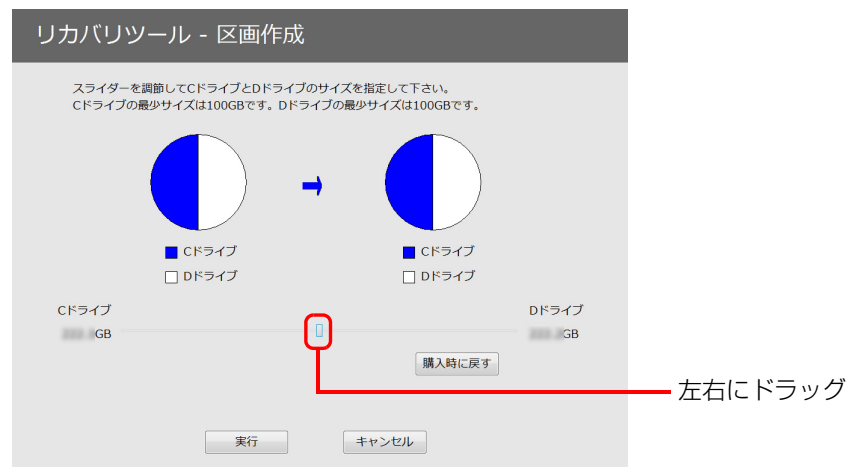 リカバリツール - 区画作成
スライダーを調節してCドライブとDドライブのサイズを指定して下さい。
Cドライブの最少サイズは100GBです。Dドライブの最少サイズは100GBです。
Cドライブ
Dドライブ
Cドライブ
Dドライブ
Cドライブ
Dドライブ
GB
GB
購入時に戻す
左右にドラッグ
実行
キャンセル